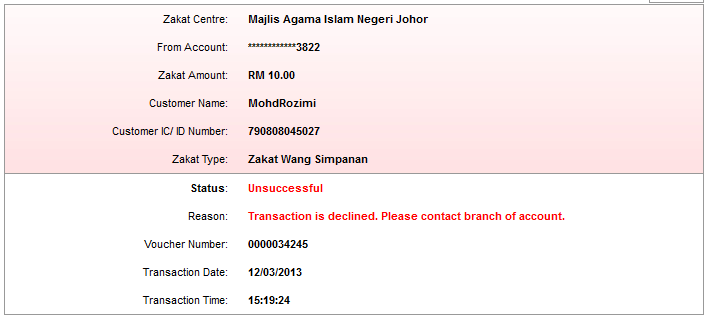 Zakat Centre: Majlis Agama Islam Negeri Johor
From Account: ************3822
Zakat Amount: RM 10.00
Customer Name: MohdRozimi
Customer IC/ ID Number: 790808045027
Zakat Type: Zakat Wang Simpanan
Status: Unsuccessful
Reason: Transaction is declined. Please contact branch of account.
Voucher Number: 0000034245
Transaction Date: 12/03/2013
Transaction Time: 15:19:24